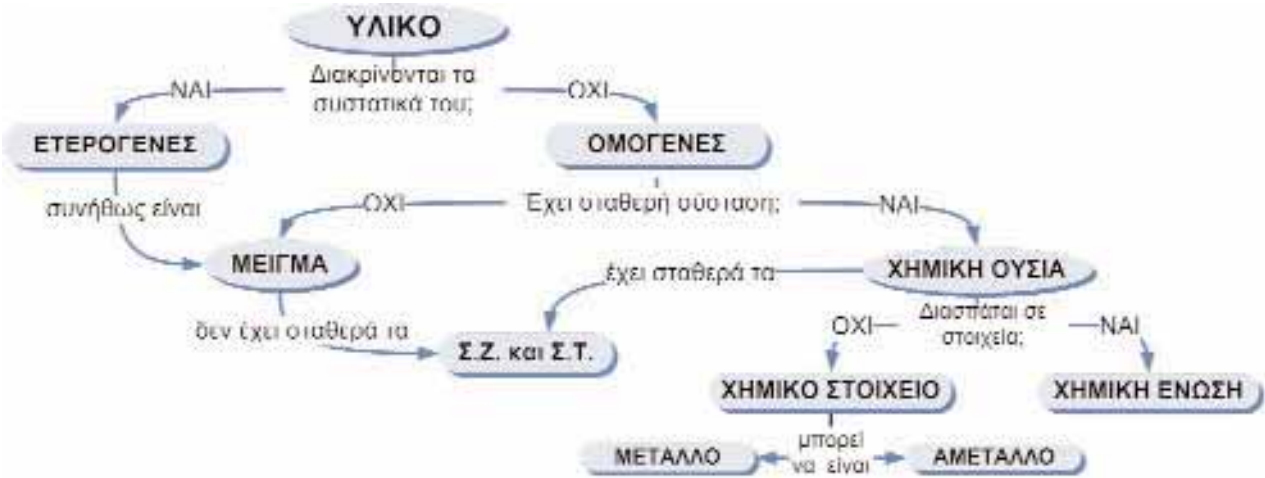 ΥΛΙΚΟ
Διακρίνονται τα
συστατικά του;
ΝΑΙ
ΟΧΙ
ΕΤΕΡΟΓΕΝΕΣ
ΟΜΟΓΕΝΕΣ
συνήθως είναι
ΟΧΙ
Έχει σταθερή σύσταση;
ΝΑΙ
ΜΕΙΓΜΑ
έχει σταθερά τα
ΧΗΜΙΚΗ ΟΥΣΙΑ
δεν έχει σταθερά τα
Σ.Ζ. και Σ.Τ.
ΟΧΙ
Διασπάται σε
στοιχεία;
ΝΑΙ
ΧΗΜΙΚΟ ΣΤΟΙΧΕΙΟ
ΧΗΜΙΚΗ ΕΝΩΣΗ
μπορεί
να είναι
ΜΕΤΑΛΛΟ
ΑΜΕΤΑΛΛΟ